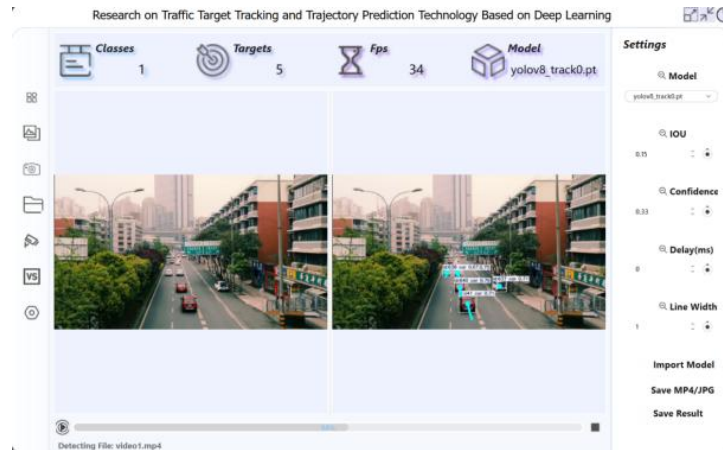 Research on Traffic Target Tracking and Trajectory Prediction Technology Based on Deep Learning
Classes
1
Targets
5
Fps
34
Model
yolov8_track0.pt
Settings
Model
yolov8_track0.pt
IOU
0.15
Confidence
0.33
Delay(ms)
0
Line Width
1
Import Model
Save MP4/JPG
Save Result
VS
Detecting File: video1.mp4